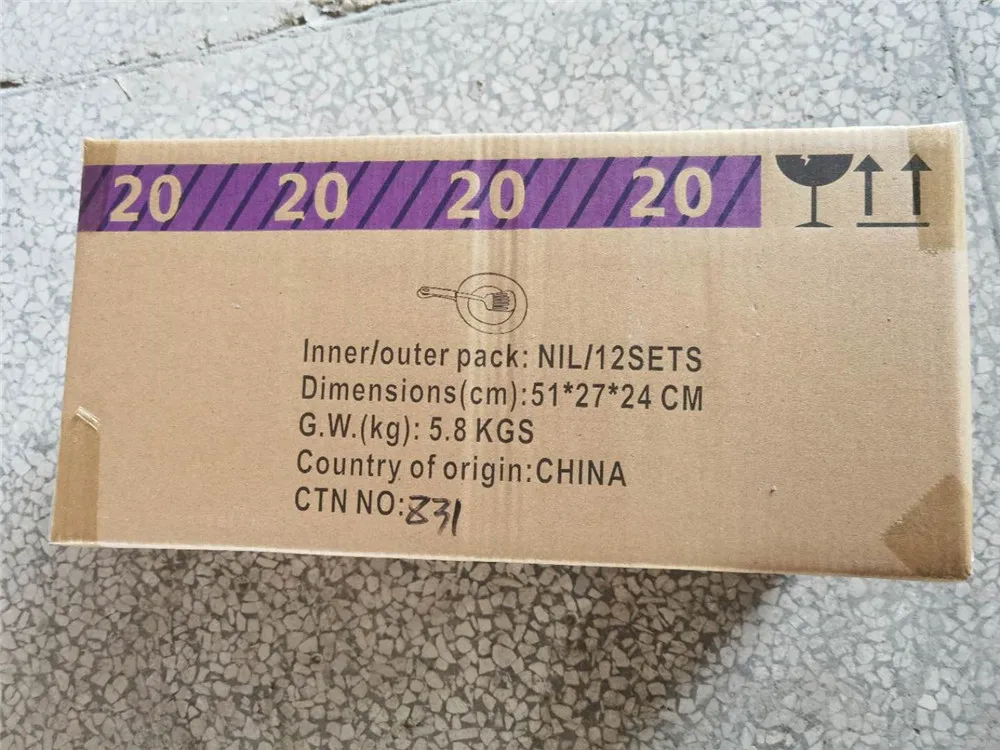 20 20 20 20
Inner/outer pack: NIL/12SETS
Dimensions(cm):51*27*24 CM
G.W.(kg): 5.8 KGS
Country of origin:CHINA
CTN NO:831